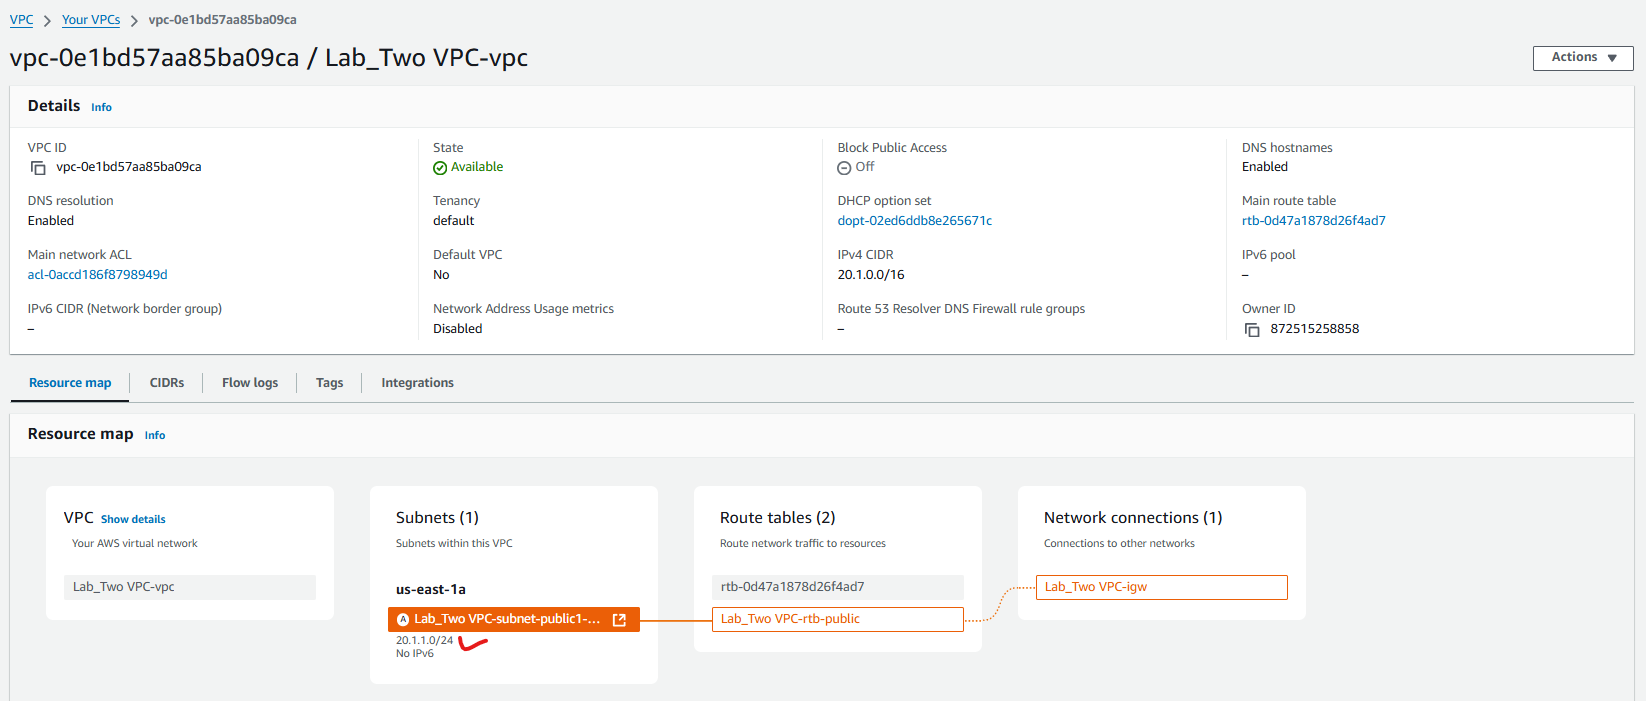 VPC > Your VPCs > vpc-0e1bd57aa85ba09ca
vpc-0e1bd57aa85ba09ca / Lab_Two VPC-vpc
Actions
Details Info
VPC ID
vpc-0e1bd57aa85ba09ca
State
Available
Block Public Access
Off
DNS hostnames
Enabled
DNS resolution
Enabled
Tenancy
default
DHCP option set
dopt-02ed6ddb8e265671c
Main route table
rtb-0d47a1878d26f4ad7
Main network ACL
acl-0accd186f8798949d
Default VPC
No
IPv4 CIDR
20.1.0.0/16
IPv6 pool
–
IPv6 CIDR (Network border group)
–
Network Address Usage metrics
Disabled
Route 53 Resolver DNS Firewall rule groups
–
Owner ID
872515258858
Resource map
CIDRs
Flow logs
Tags
Integrations
Resource map Info
VPC Show details
Your AWS virtual network
Lab_Two VPC-vpc
Subnets (1)
Subnets within this VPC
us-east-1a
A Lab_Two VPC-subnet-public1-...
20.1.1.0/24
No IPv6
Route tables (2)
Route network traffic to resources
rtb-0d47a1878d26f4ad7
Lab_Two VPC-rtb-public
Network connections (1)
Connections to other networks
Lab_Two VPC-igw